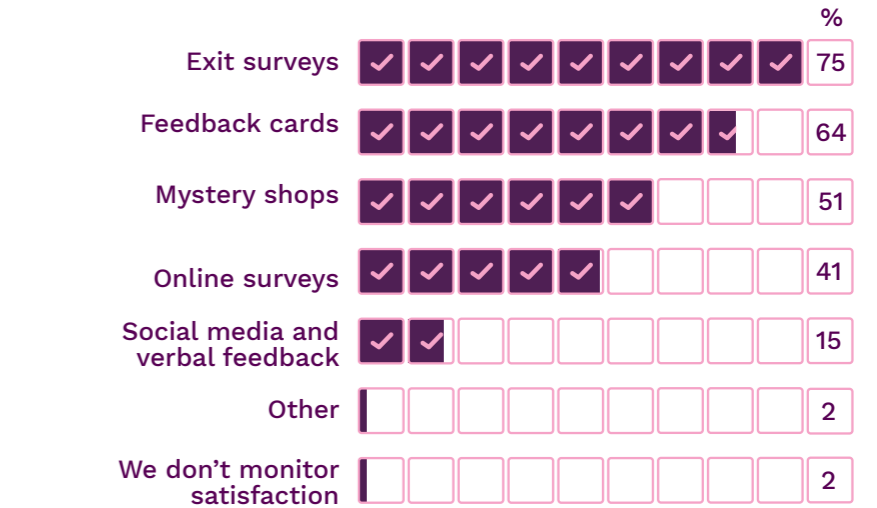 %
Exit surveys 75
Feedback cards 64
Mystery shops 51
Online surveys 41
Social media and
verbal feedback 15
Other 2
We don’t monitor
satisfaction 2